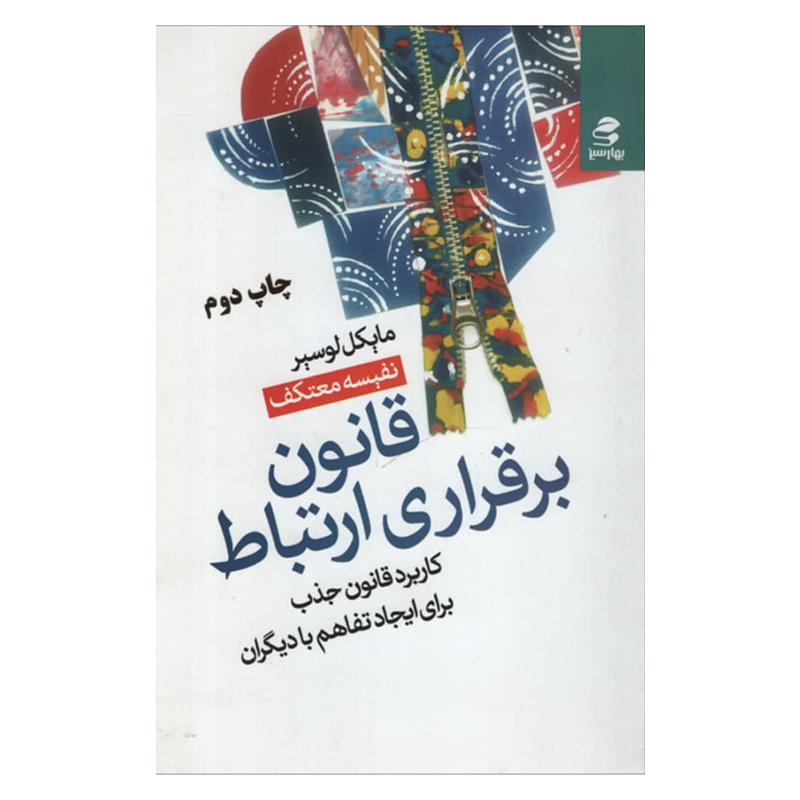 بهار سبز
چاپ دوم
مایکل لوسیر
نفیسه معتکف
قانون
برقراری ارتباط
کاربرد قانون جذب
برای ایجاد تفاهم با دیگران